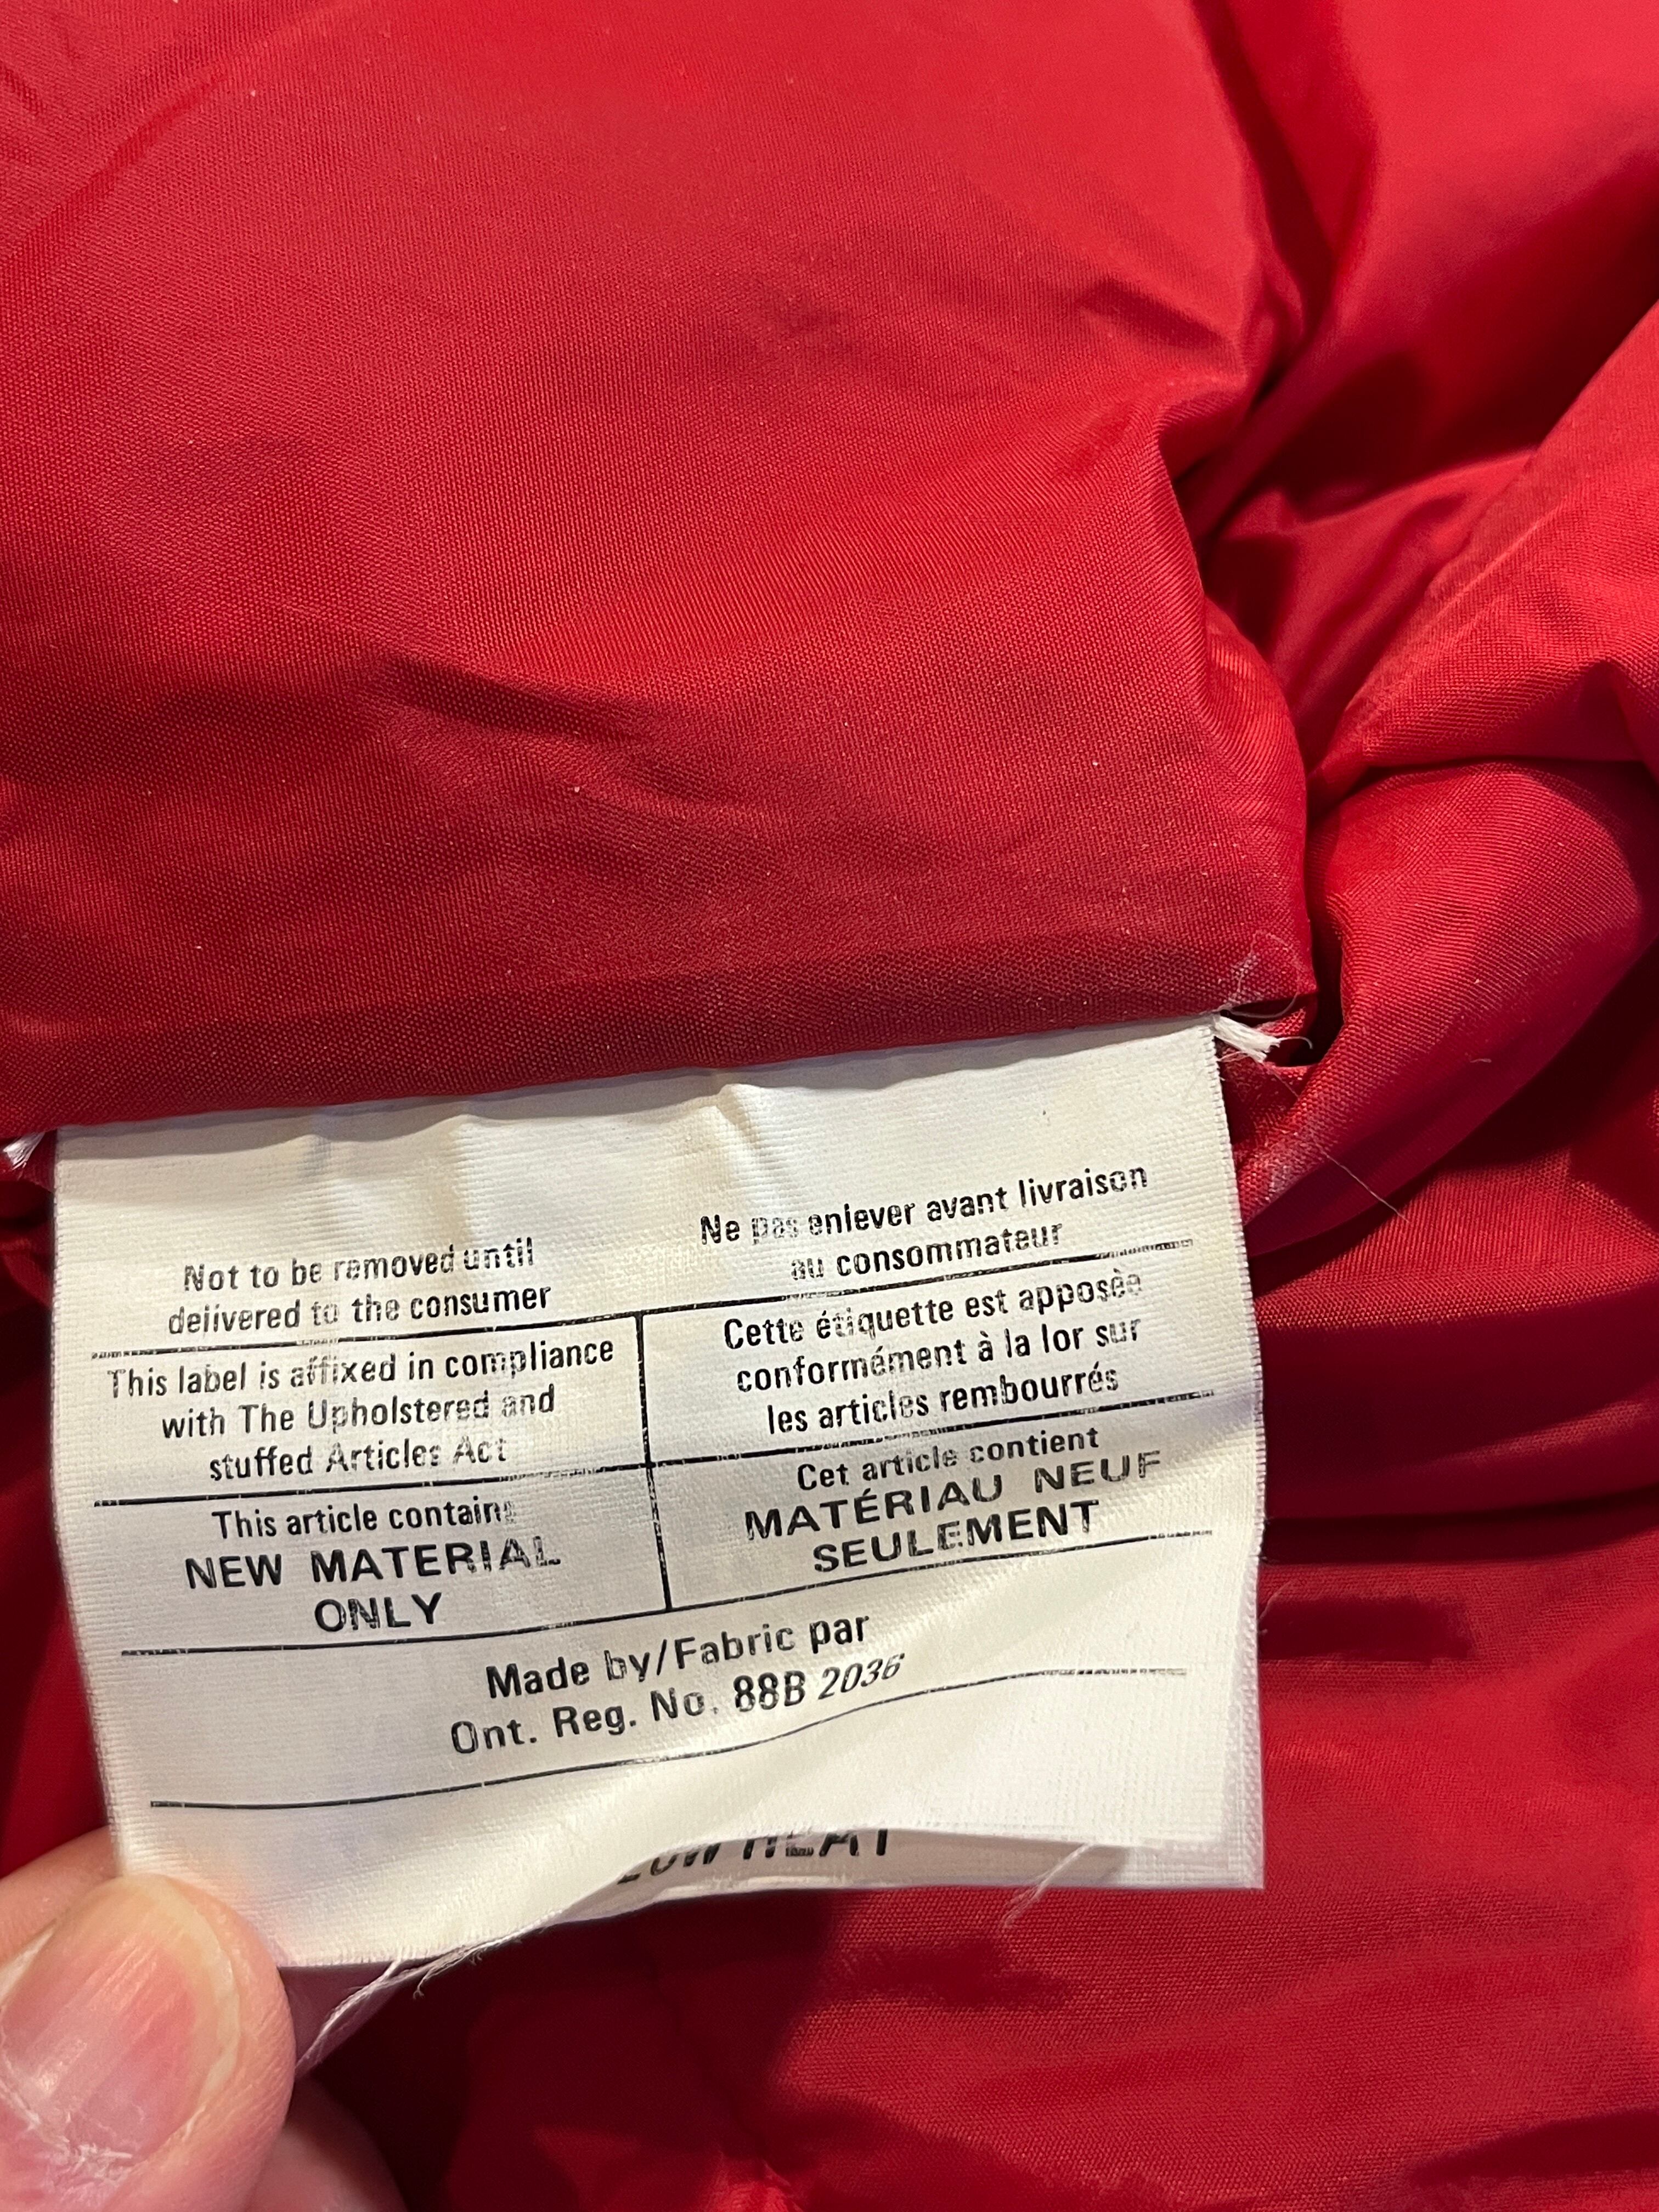 Not to be removed until
delivered to the consumer
Ne pas enlever avant livraison
au consommateur
This label is affixed in compliance
with The Upholstered and
stuffed Articles Act
Cette étiquette est apposée
conformément à la lor sur
les articles rembourrés
This article contains
NEW MATERIAL
ONLY
Cet article contient
MATÉRIAU NEUF
SEULEMENT
Made by/Fabric par
Ont. Reg. No. 88B 2036
LOW HEAT